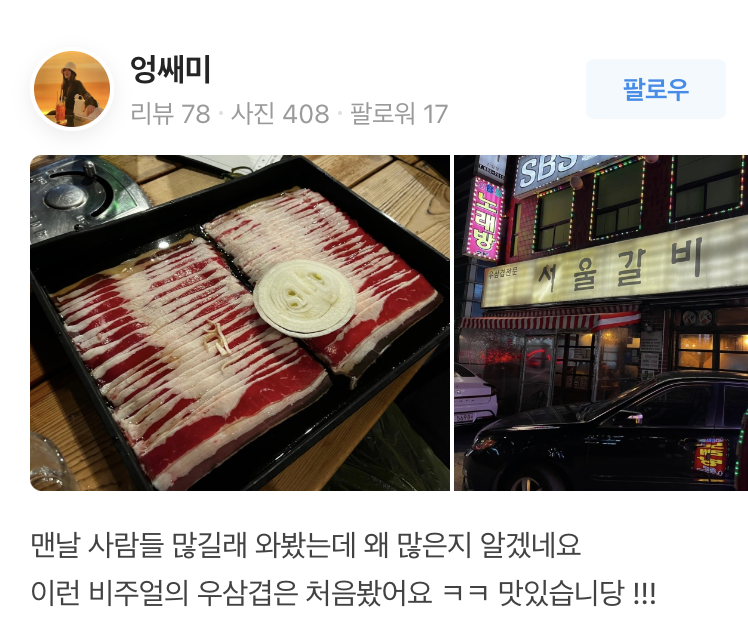 엉쌔미
리뷰 78 · 사진 408 · 팔로워 17
팔로우
SBS
노래방
우삼겹전문 서울갈비
맨날 사람들 많길래 와봤는데 왜 많은지 알겠네요
이런 비주얼의 우삼겹은 처음봤어요 ㅋㅋ 맛있습니당 !!!